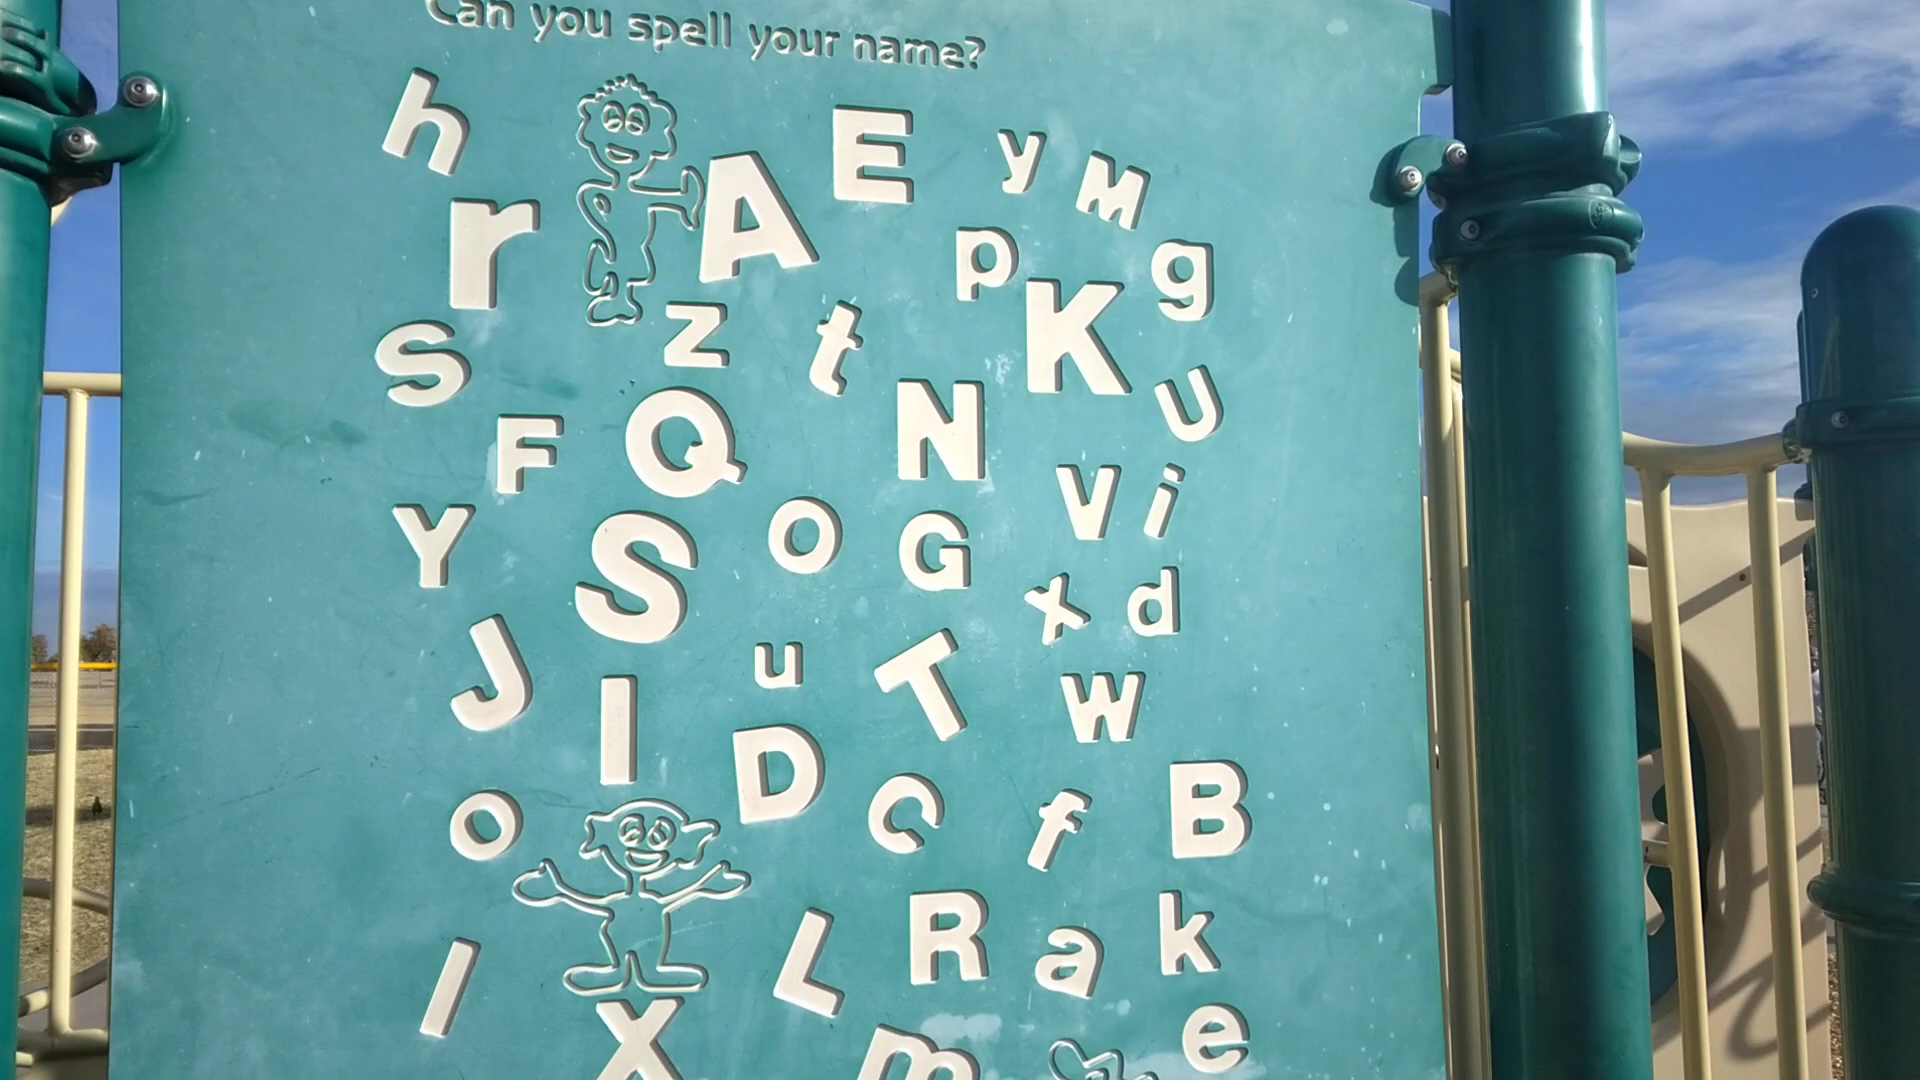 Can you spell your name?
h A E y M
r p g
S z t K U
F Q N V i
Y S o G x d
J u T w
I D c f B
o L R a k
l X m e